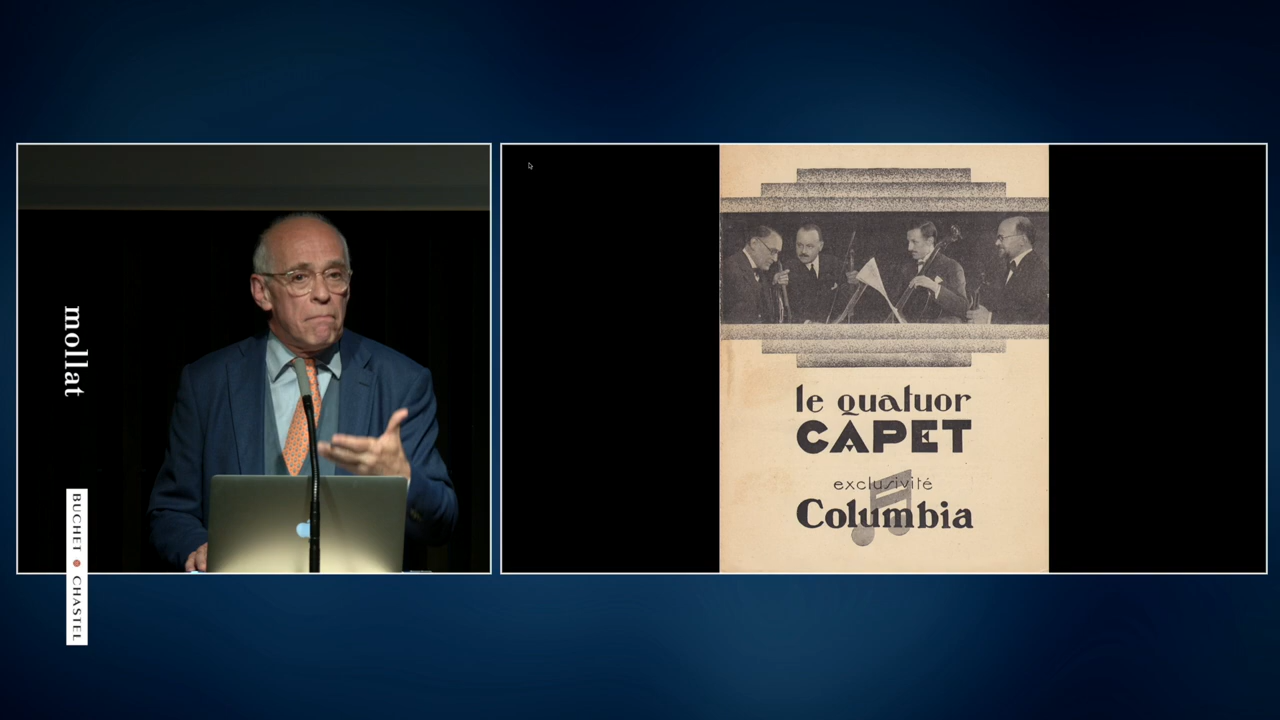 mollat
BUCHET • CHASTEL
le quatuor
CAPET
exclusivité
Columbia